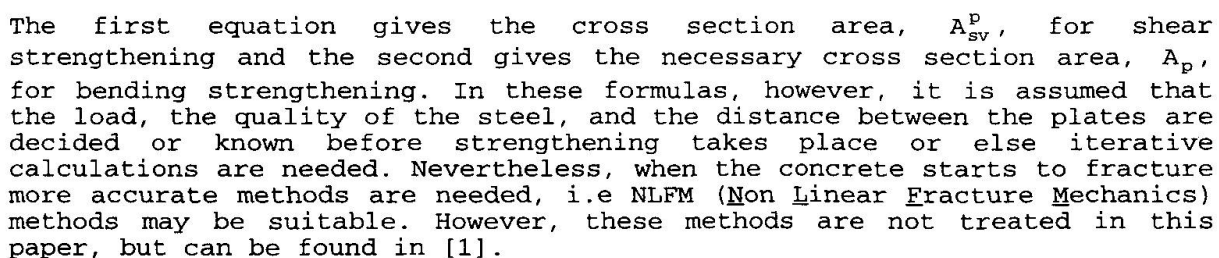 The first equation gives the cross section area, A_sv^p, for shear
strengthening and the second gives the necessary cross section area, A_p,
for bending strengthening. In these formulas, however, it is assumed that
the load, the quality of the steel, and the distance between the plates are
decided or known before strengthening takes place or else iterative
calculations are needed. Nevertheless, when the concrete starts to fracture
more accurate methods are needed, i.e NLFM (Non Linear Fracture Mechanics)
methods may be suitable. However, these methods are not treated in this
paper, but can be found in [1].